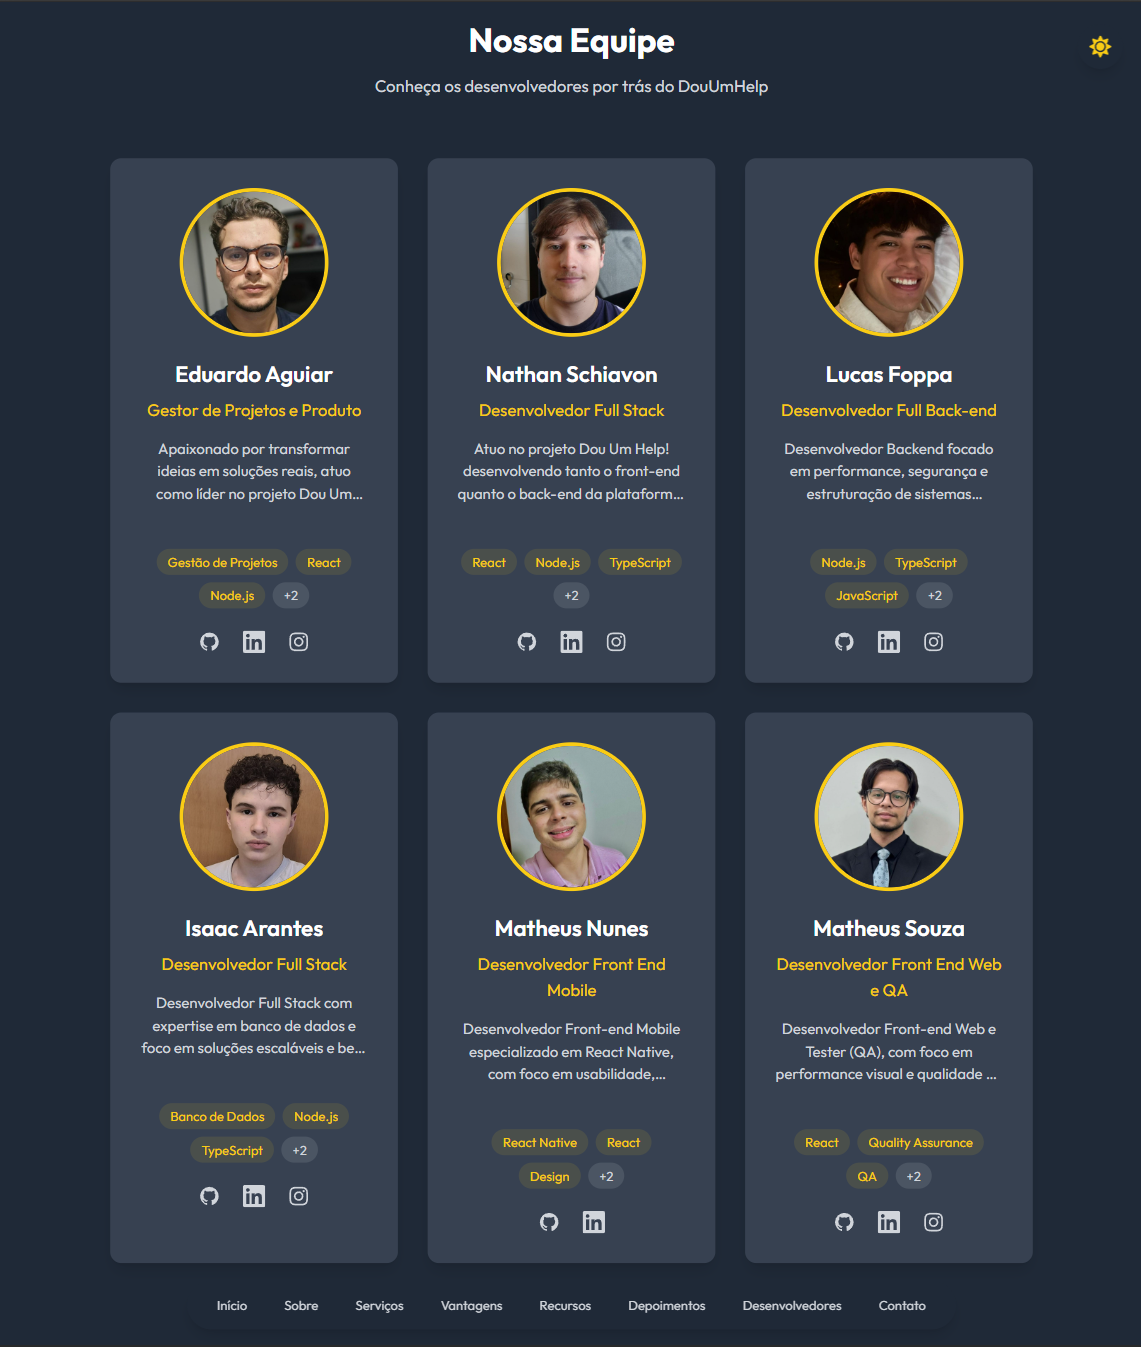 Nossa Equipe
Conheça os desenvolvedores por trás do DouUmHelp
Eduardo Aguiar
Gestor de Projetos e Produto
Apaixonado por transformar
ideias em soluções reais, atuo
como líder no projeto Dou Um...
Gestão de Projetos React
Node.js +2
Nathan Schiavon
Desenvolvedor Full Stack
Atuo no projeto Dou Um Help!
desenvolvendo tanto o front-end
quanto o back-end da plataform...
React Node.js TypeScript
+2
Lucas Foppa
Desenvolvedor Full Back-end
Desenvolvedor Backend focado
em performance, segurança e
estruturação de sistemas...
Node.js TypeScript
JavaScript +2
Isaac Arantes
Desenvolvedor Full Stack
Desenvolvedor Full Stack com
expertise em banco de dados e
foco em soluções escaláveis e be...
Banco de Dados Node.js
TypeScript +2
Matheus Nunes
Desenvolvedor Front End
Mobile
Desenvolvedor Front-end Mobile
especializado em React Native,
com foco em usabilidade,...
React Native React
Design +2
Matheus Souza
Desenvolvedor Front End Web
e QA
Desenvolvedor Front-end Web e
Tester (QA), com foco em
performance visual e qualidade ...
React Quality Assurance
QA +2
Início Sobre Serviços Vantagens Recursos Depoimentos Desenvolvedores Contato